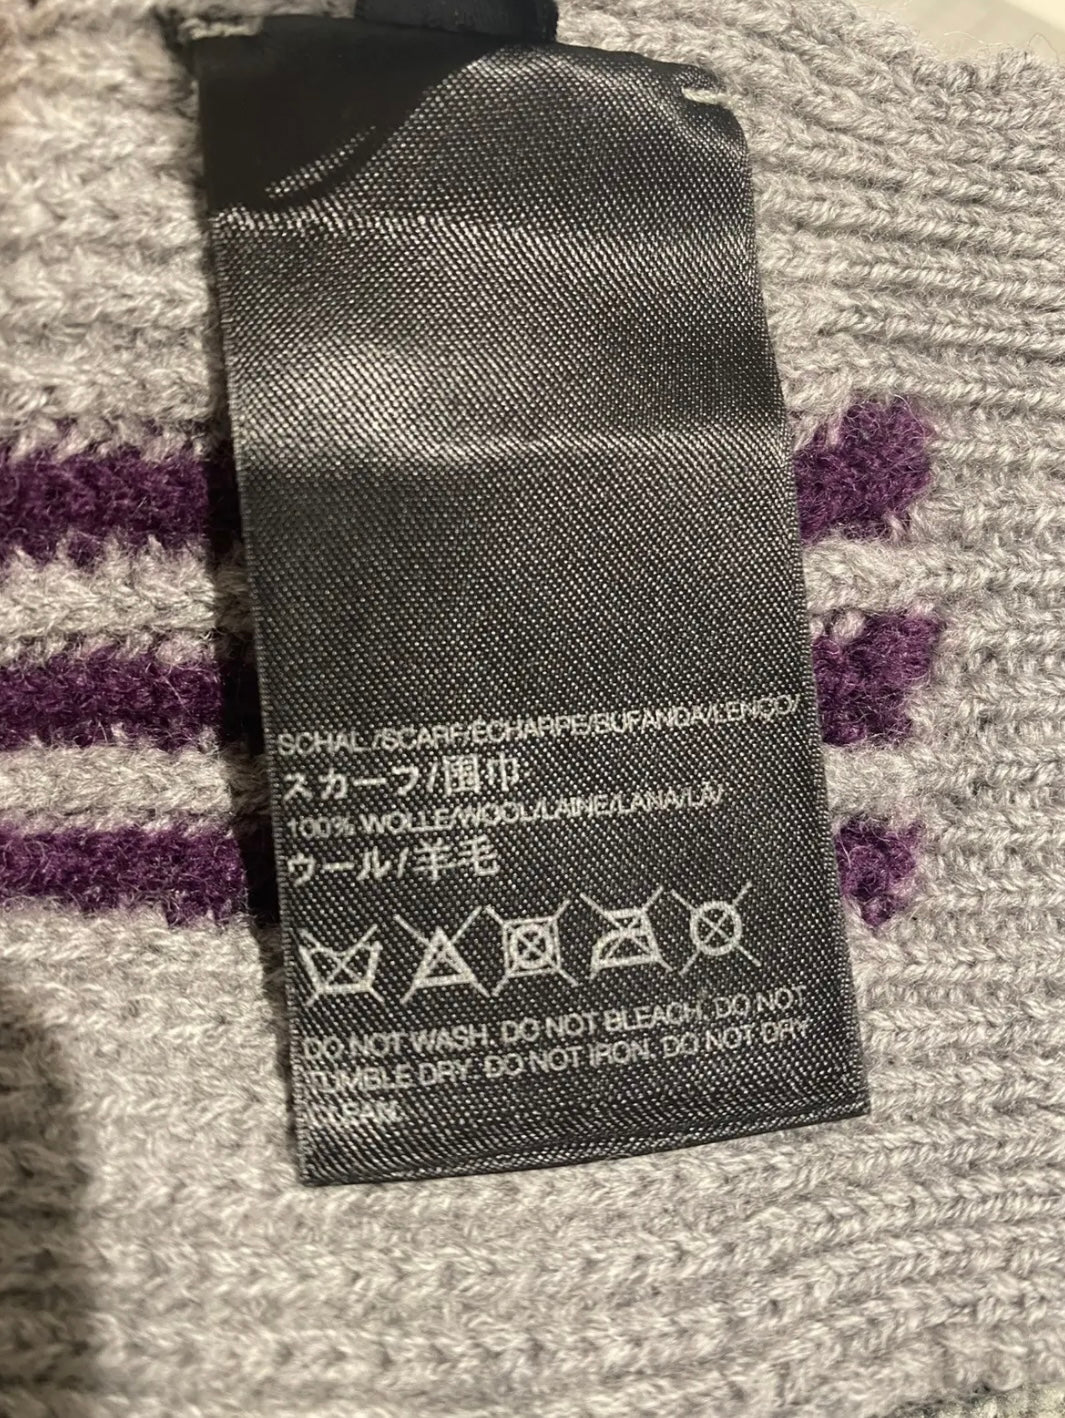 SCHAL/SCARF/ÉCHARPE/BUFANDA/LENÇO/
スカーフ/围巾
100% WOLLE/WOOL/LAINE/LANA/LÃ/
ウール/羊毛
DO NOT WASH. DO NOT BLEACH. DO NOT
TUMBLE DRY. DO NOT IRON. DO NOT DRY
CLEAN.